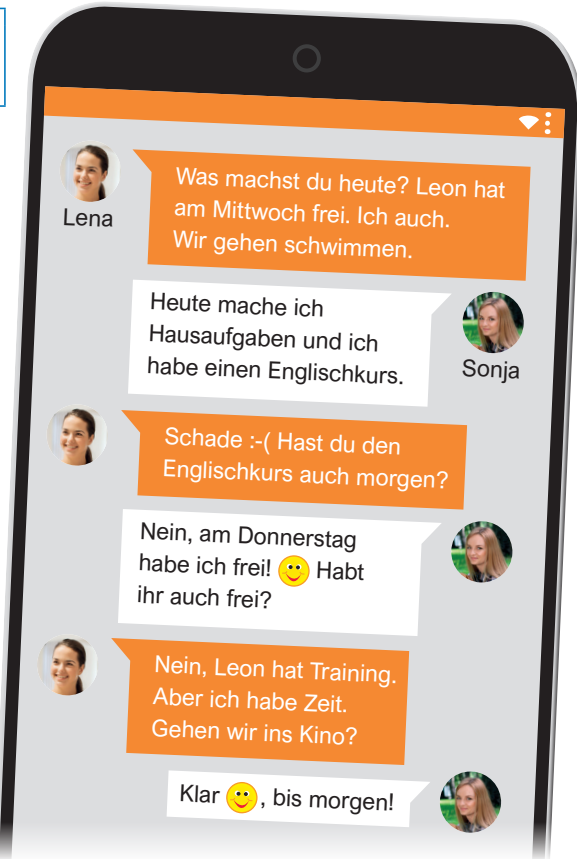 Was machst du heute? Leon hat
am Mittwoch frei. Ich auch.
Wir gehen schwimmen.
Lena
Heute mache ich
Hausaufgaben und ich
habe einen Englischkurs.
Sonja
Schade :-( Hast du den
Englischkurs auch morgen?
Nein, am Donnerstag
habe ich frei! 🙂 Habt
ihr auch frei?
Nein, Leon hat Training.
Aber ich habe Zeit.
Gehen wir ins Kino?
Klar 🙂, bis morgen!